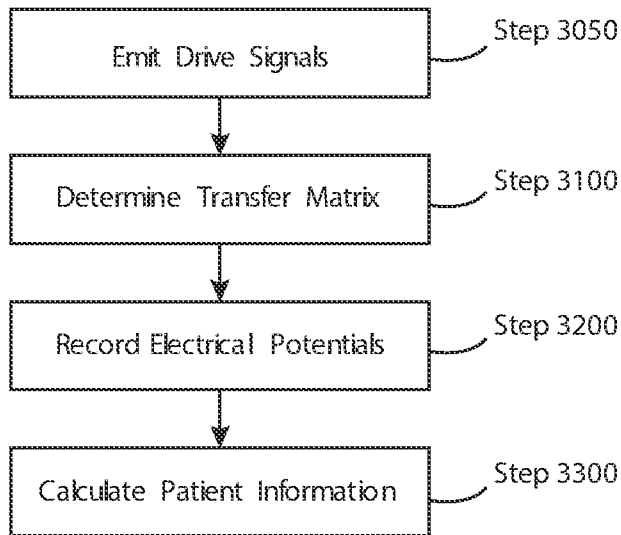 Emit Drive Signals
Step 3050
Determine Transfer Matrix
Step 3100
Record Electrical Potentials
Step 3200
Calculate Patient Information
Step 3300